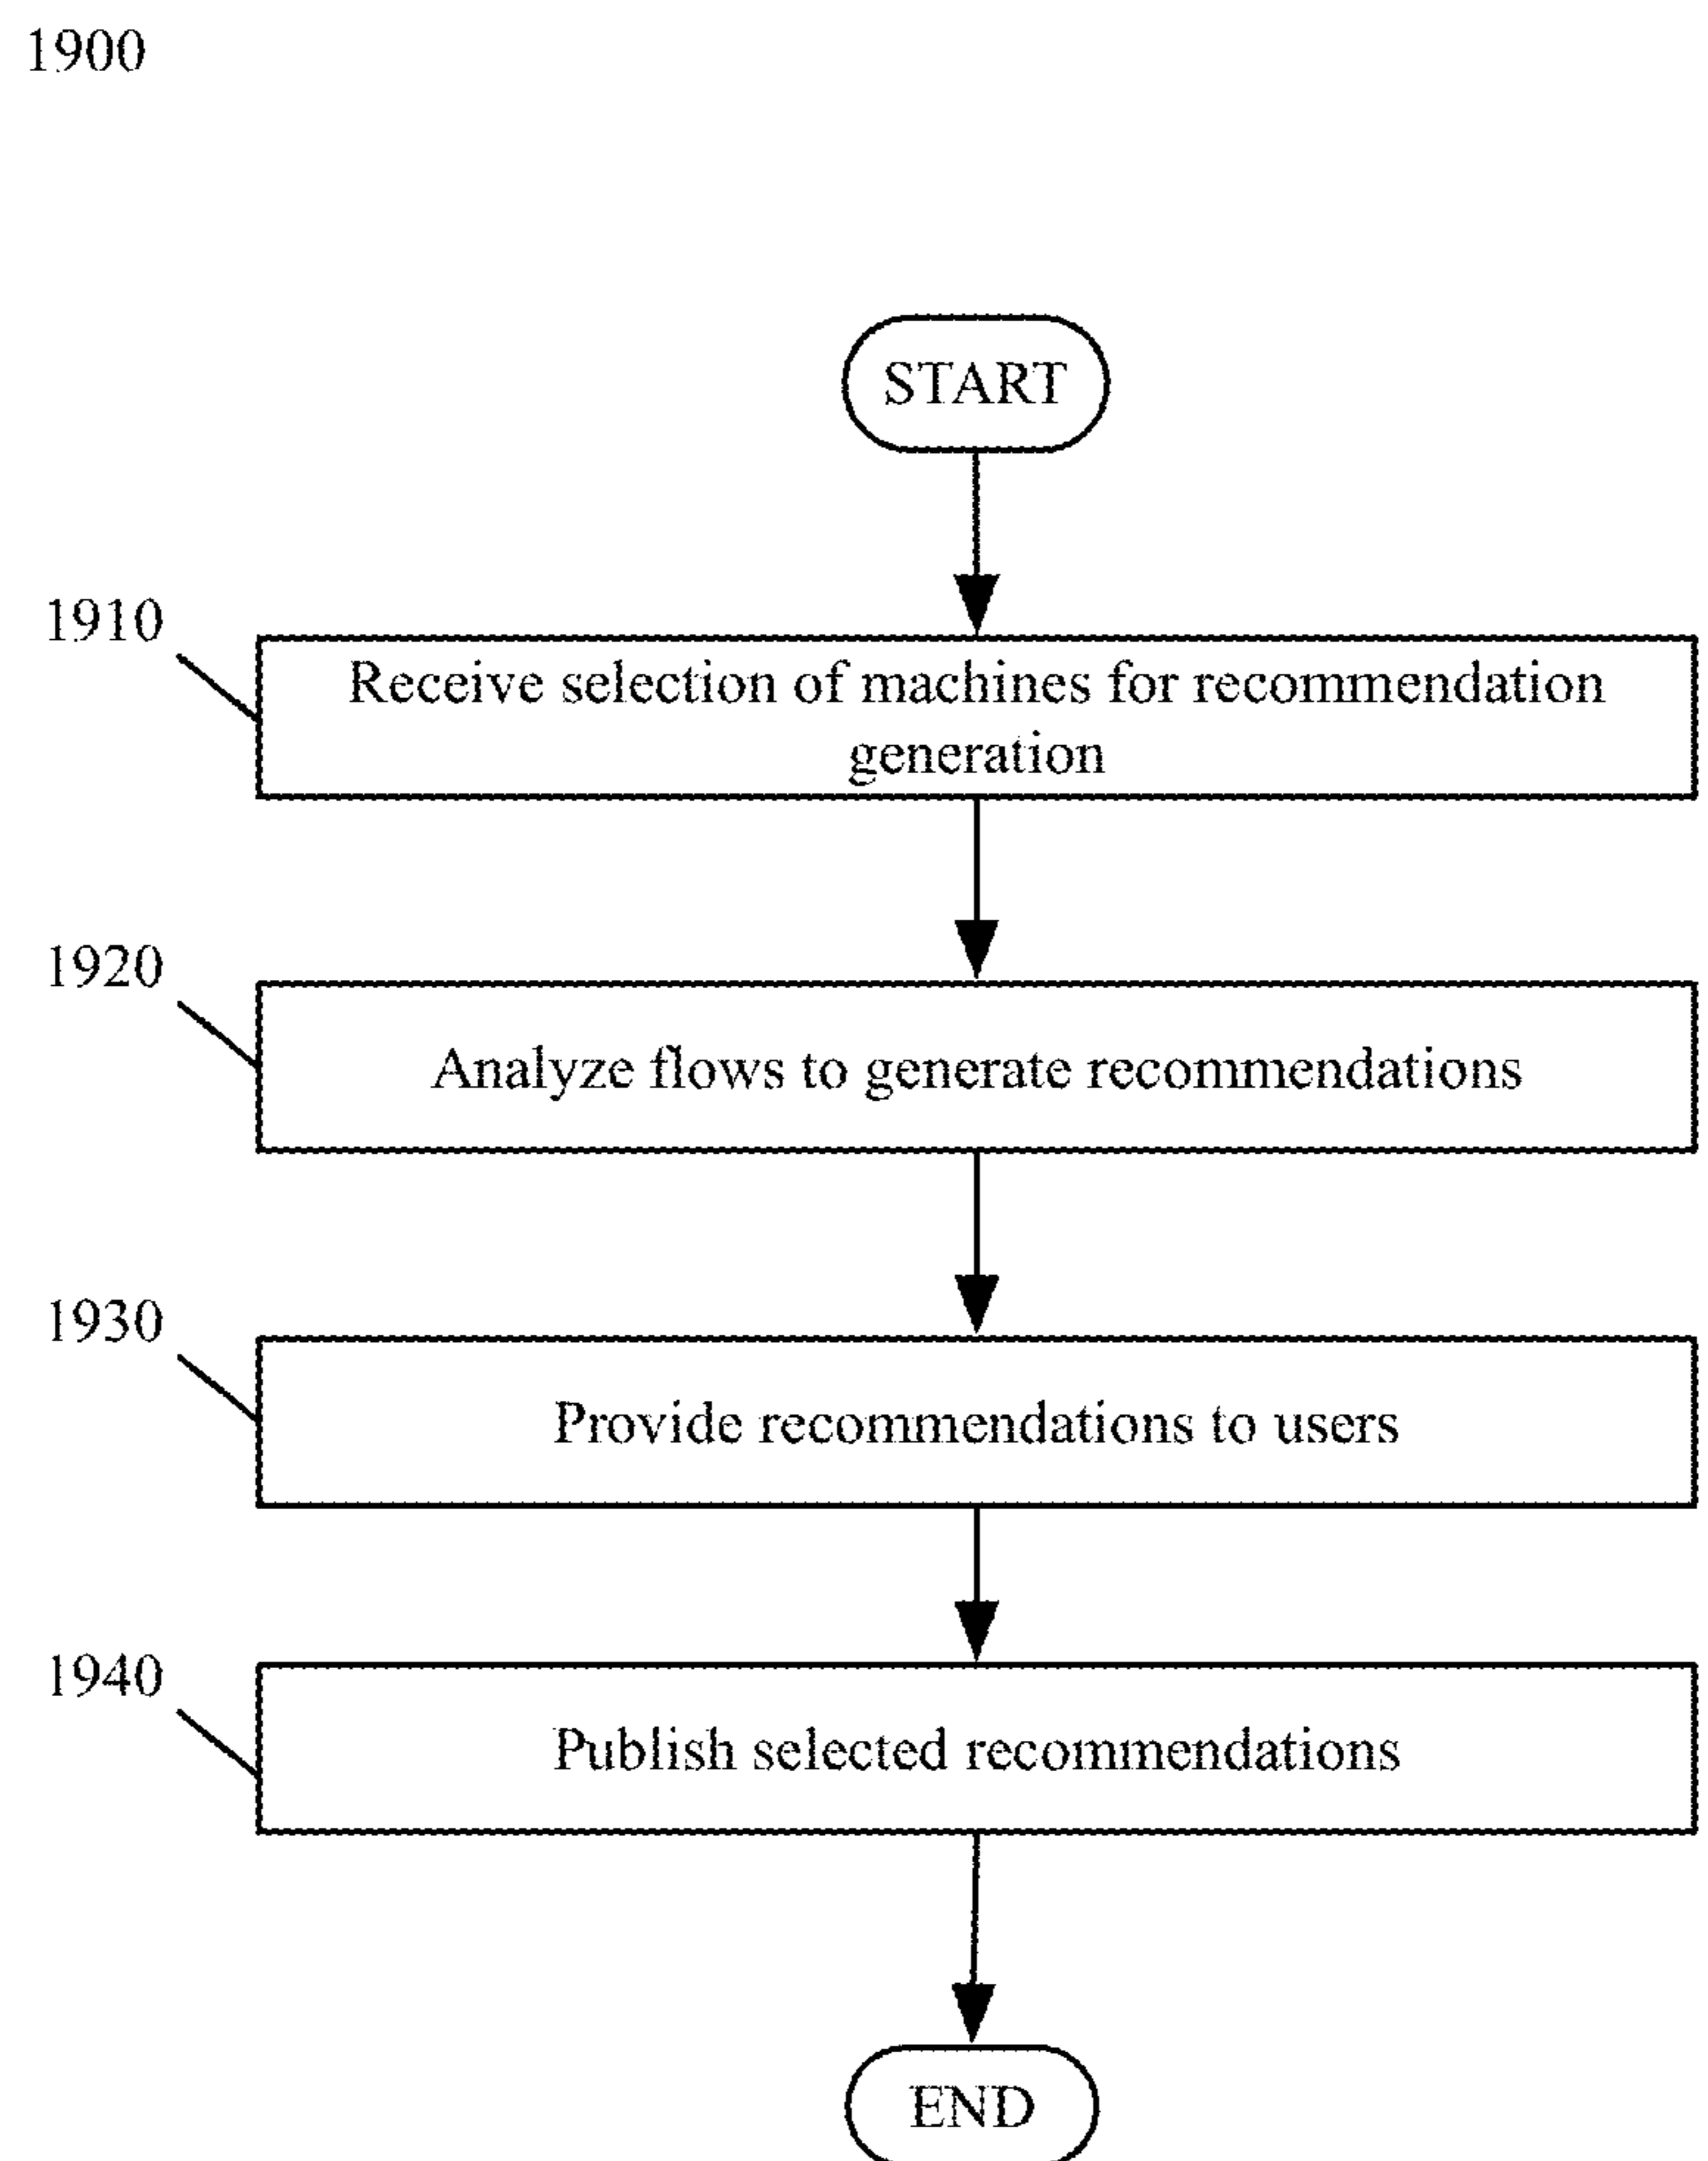 1900
START
1910
Receive selection of machines for recommendation
generation
1920
Analyze flows to generate recommendations
1930
Provide recommendations to users
1940
Publish selected recommendations
END